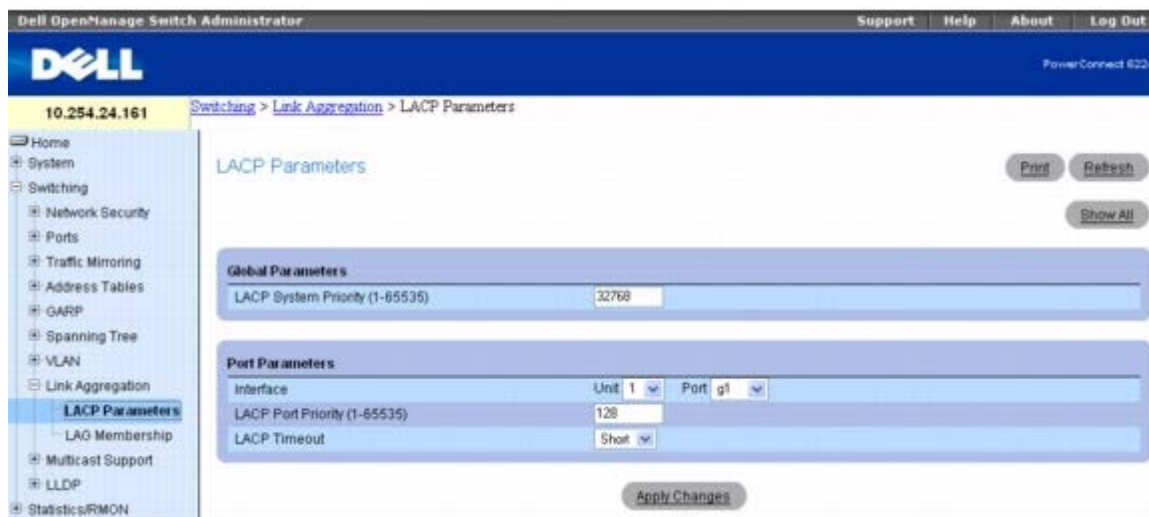 Dell OpenManage Switch Administrator Support Help About Log Out
DELL
PowerConnect
10.254.24.161
Switching > Link Aggregation > LACP Parameters
Home
System
Switching
Network Security
Ports
Traffic Mirroring
Address Tables
GARP
Spanning Tree
VLAN
Link Aggregation
LACP Parameters
LAG Membership
Multicast Support
LLDP
Statistics/RMON
LACP Parameters
Print Refresh
Show All
Global Parameters
LACP System Priority (1-65535) 32768
Port Parameters
Interface Unit 1 Port g1
LACP Port Priority (1-65535) 128
LACP Timeout Short
Apply Changes